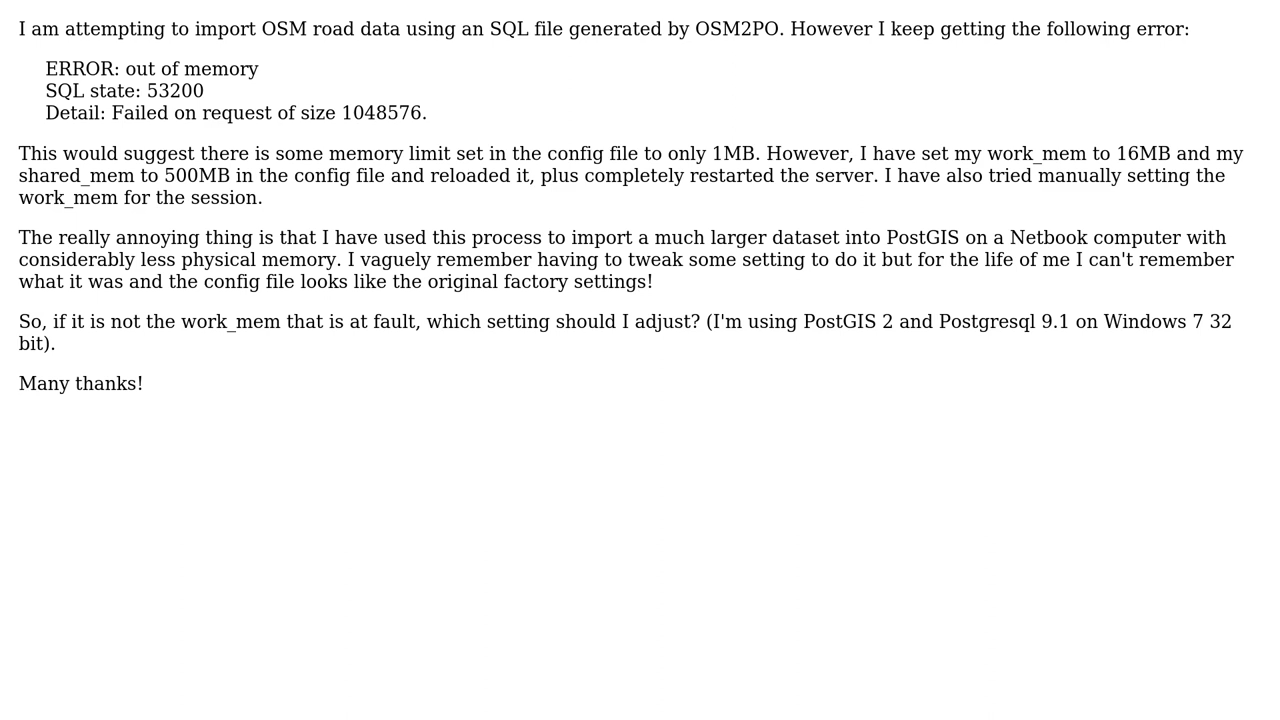 I am attempting to import OSM road data using an SQL file generated by OSM2PO. However I keep getting the following error:
ERROR: out of memory
SQL state: 53200
Detail: Failed on request of size 1048576.
This would suggest there is some memory limit set in the config file to only 1MB. However, I have set my work_mem to 16MB and my
shared_mem to 500MB in the config file and reloaded it, plus completely restarted the server. I have also tried manually setting the
work_mem for the session.
The really annoying thing is that I have used this process to import a much larger dataset into PostGIS on a Netbook computer with
considerably less physical memory. I vaguely remember having to tweak some setting to do it but for the life of me I can't remember
what it was and the config file looks like the original factory settings!
So, if it is not the work_mem that is at fault, which setting should I adjust? (I'm using PostGIS 2 and Postgresql 9.1 on Windows 7 32
bit).
Many thanks!